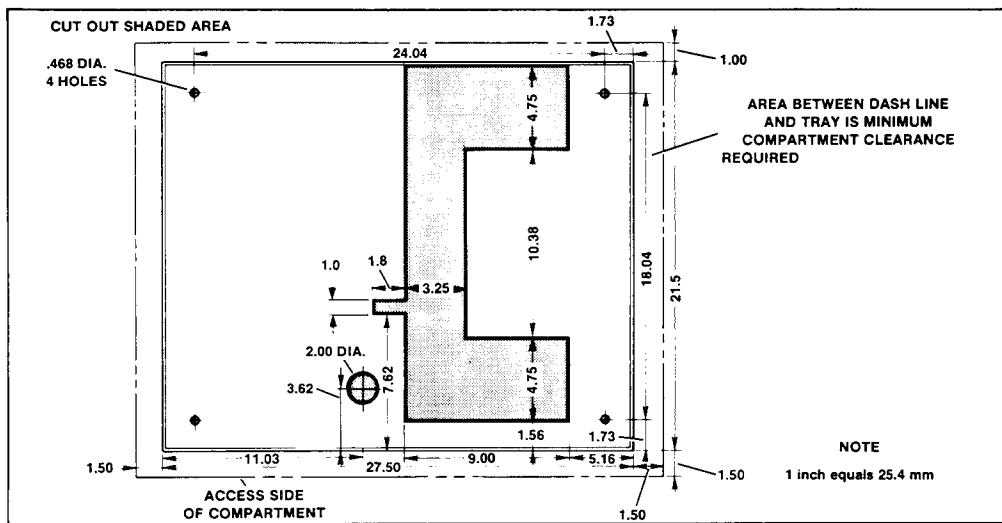 CUT OUT SHADED AREA
1.73
24.04
1.00
.468 DIA.
4 HOLES
4.75
AREA BETWEEN DASH LINE
AND TRAY IS MINIMUM
COMPARTMENT CLEARANCE
REQUIRED
10.38
18.04
21.5
1.0
1.8
3.25
2.00 DIA.
3.62
7.62
4.75
1.56
1.73
NOTE
1 inch equals 25.4 mm
1.50
11.03
27.50
9.00
5.16
1.50
1.50
ACCESS SIDE
OF COMPARTMENT